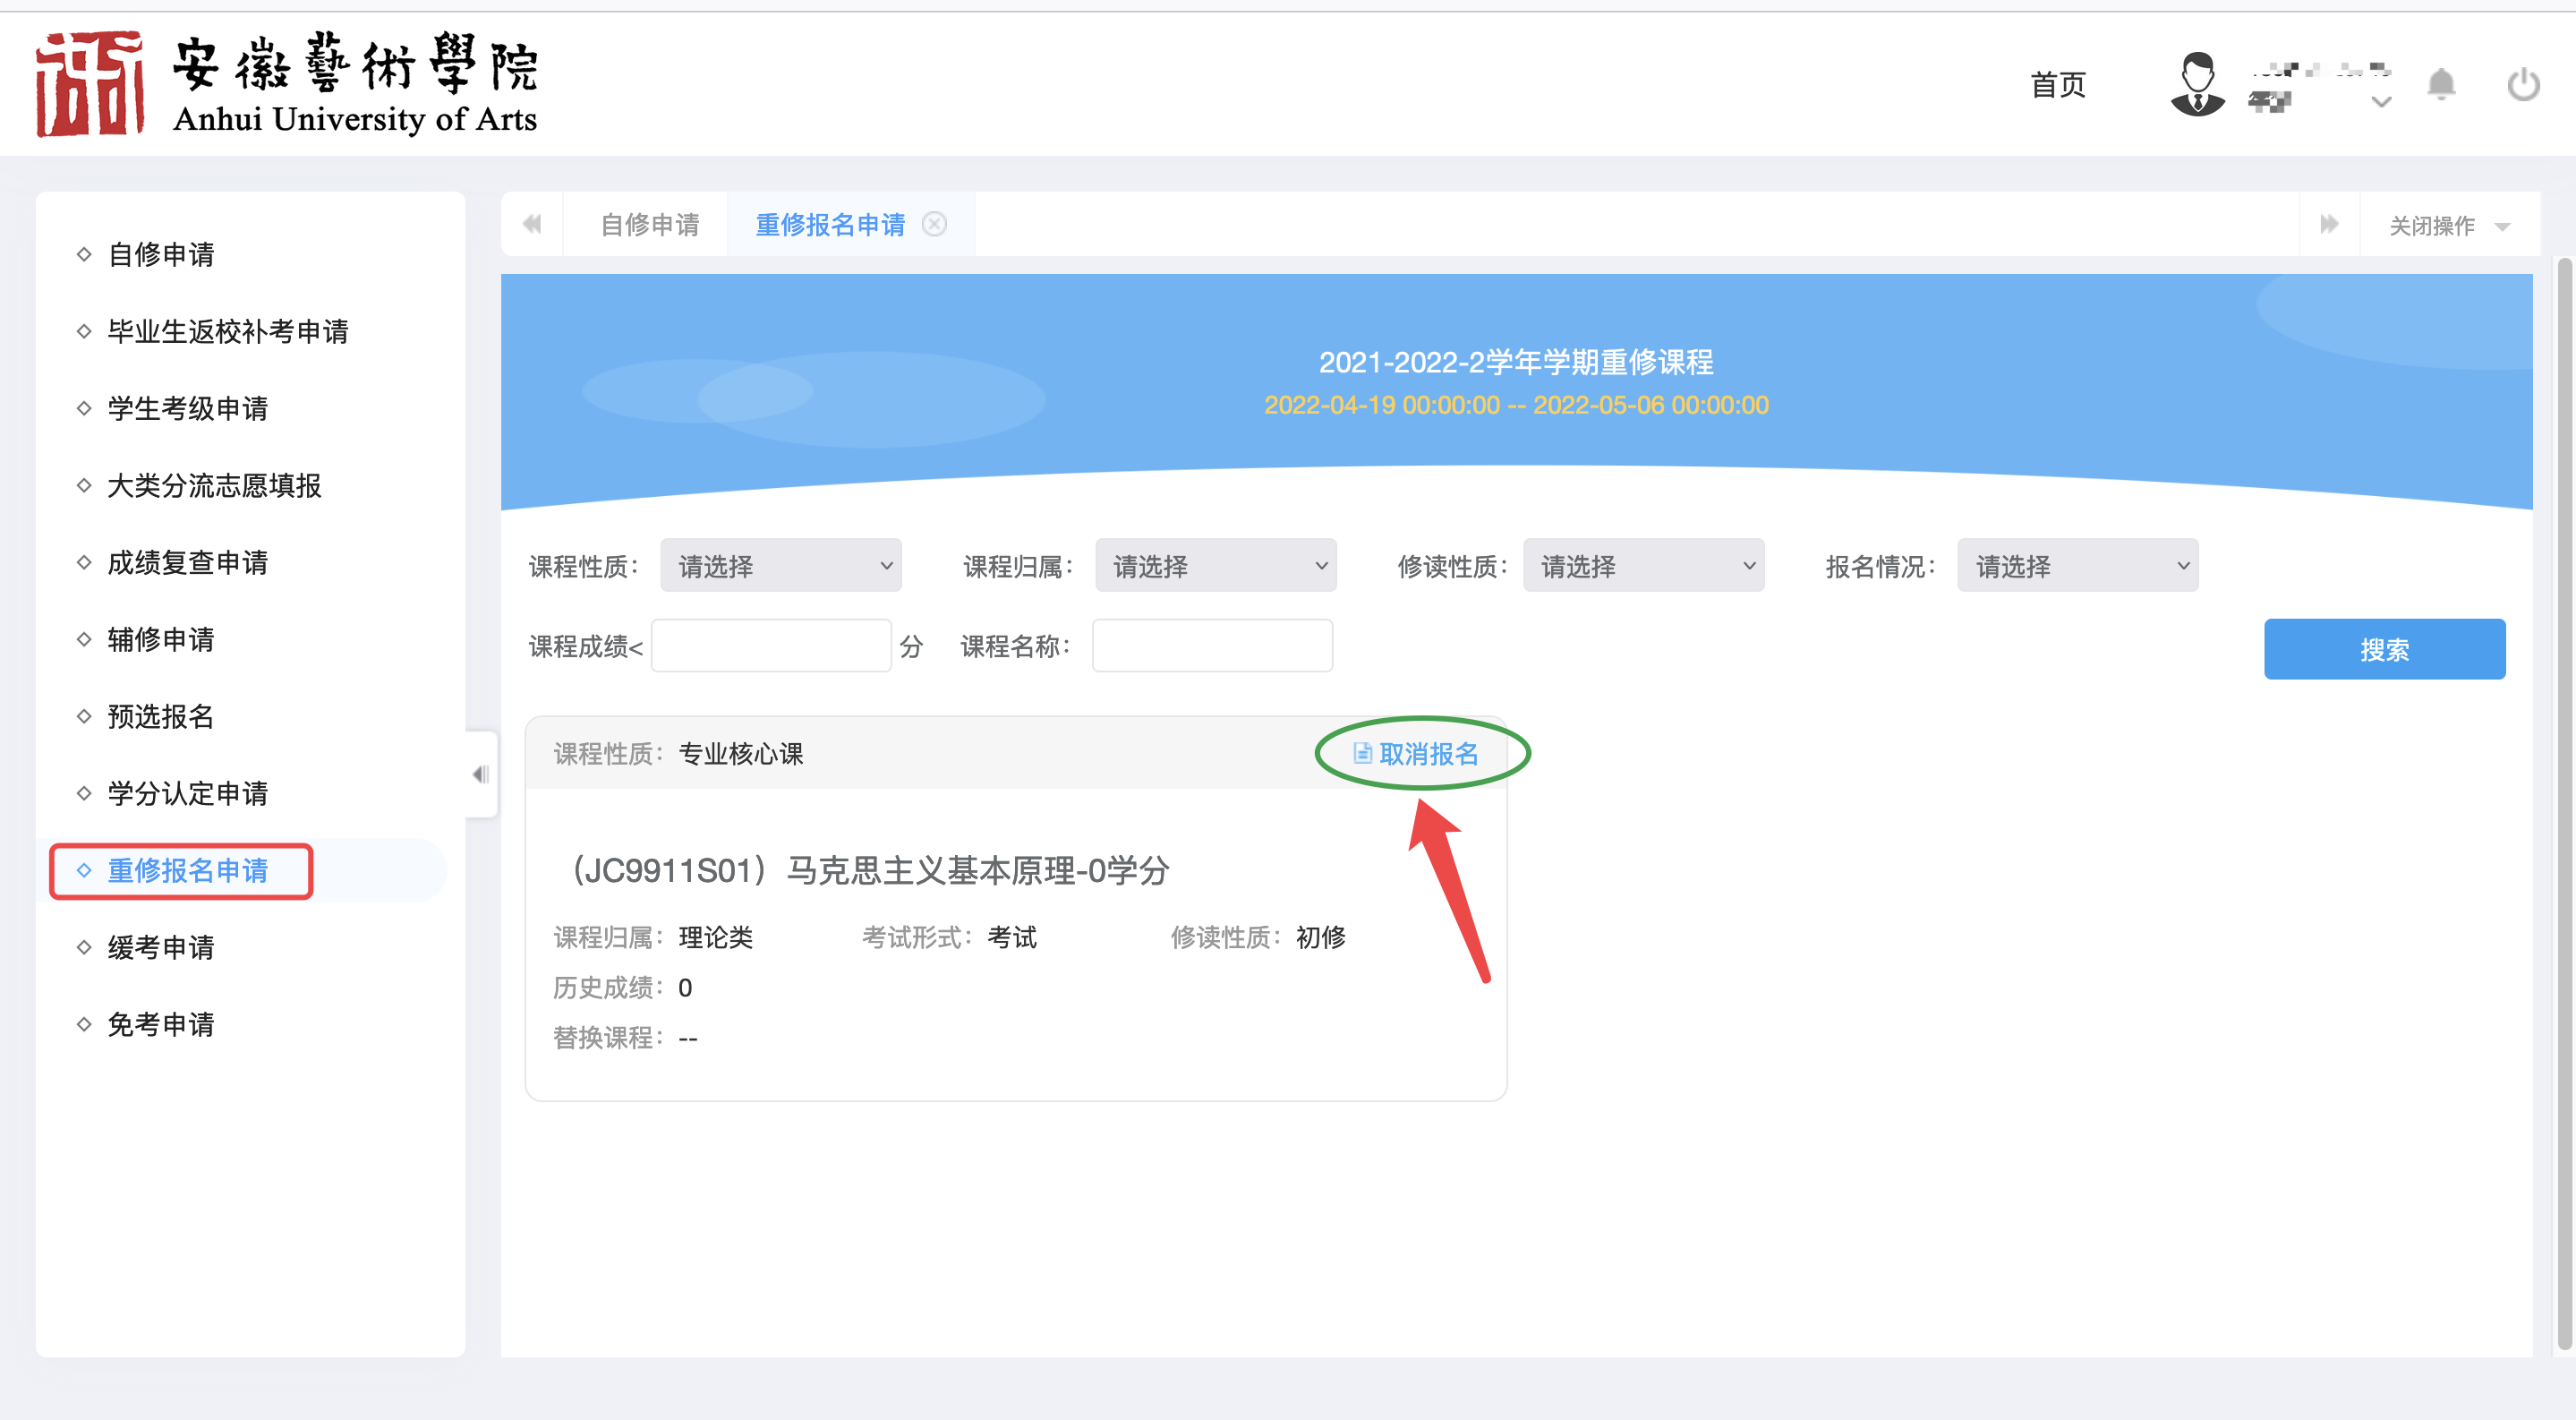 安徽藝術學院
Anhui University of Arts
首页
自修申请
毕业生返校补考申请
学生考级申请
大类分流志愿填报
成绩复查申请
辅修申请
预选报名
学分认定申请
重修报名申请
缓考申请
免考申请
自修申请 重修报名申请 关闭操作
2021-2022-2学年学期重修课程
2022-04-19 00:00:00 -- 2022-05-06 00:00:00
课程性质： 请选择 课程归属： 请选择 修读性质： 请选择 报名情况： 请选择
课程成绩< 分 课程名称： 搜索
课程性质： 专业核心课 取消报名
（JC9911S01）马克思主义基本原理-0学分
课程归属： 理论类 考试形式： 考试 修读性质： 初修
历史成绩： 0
替换课程： --